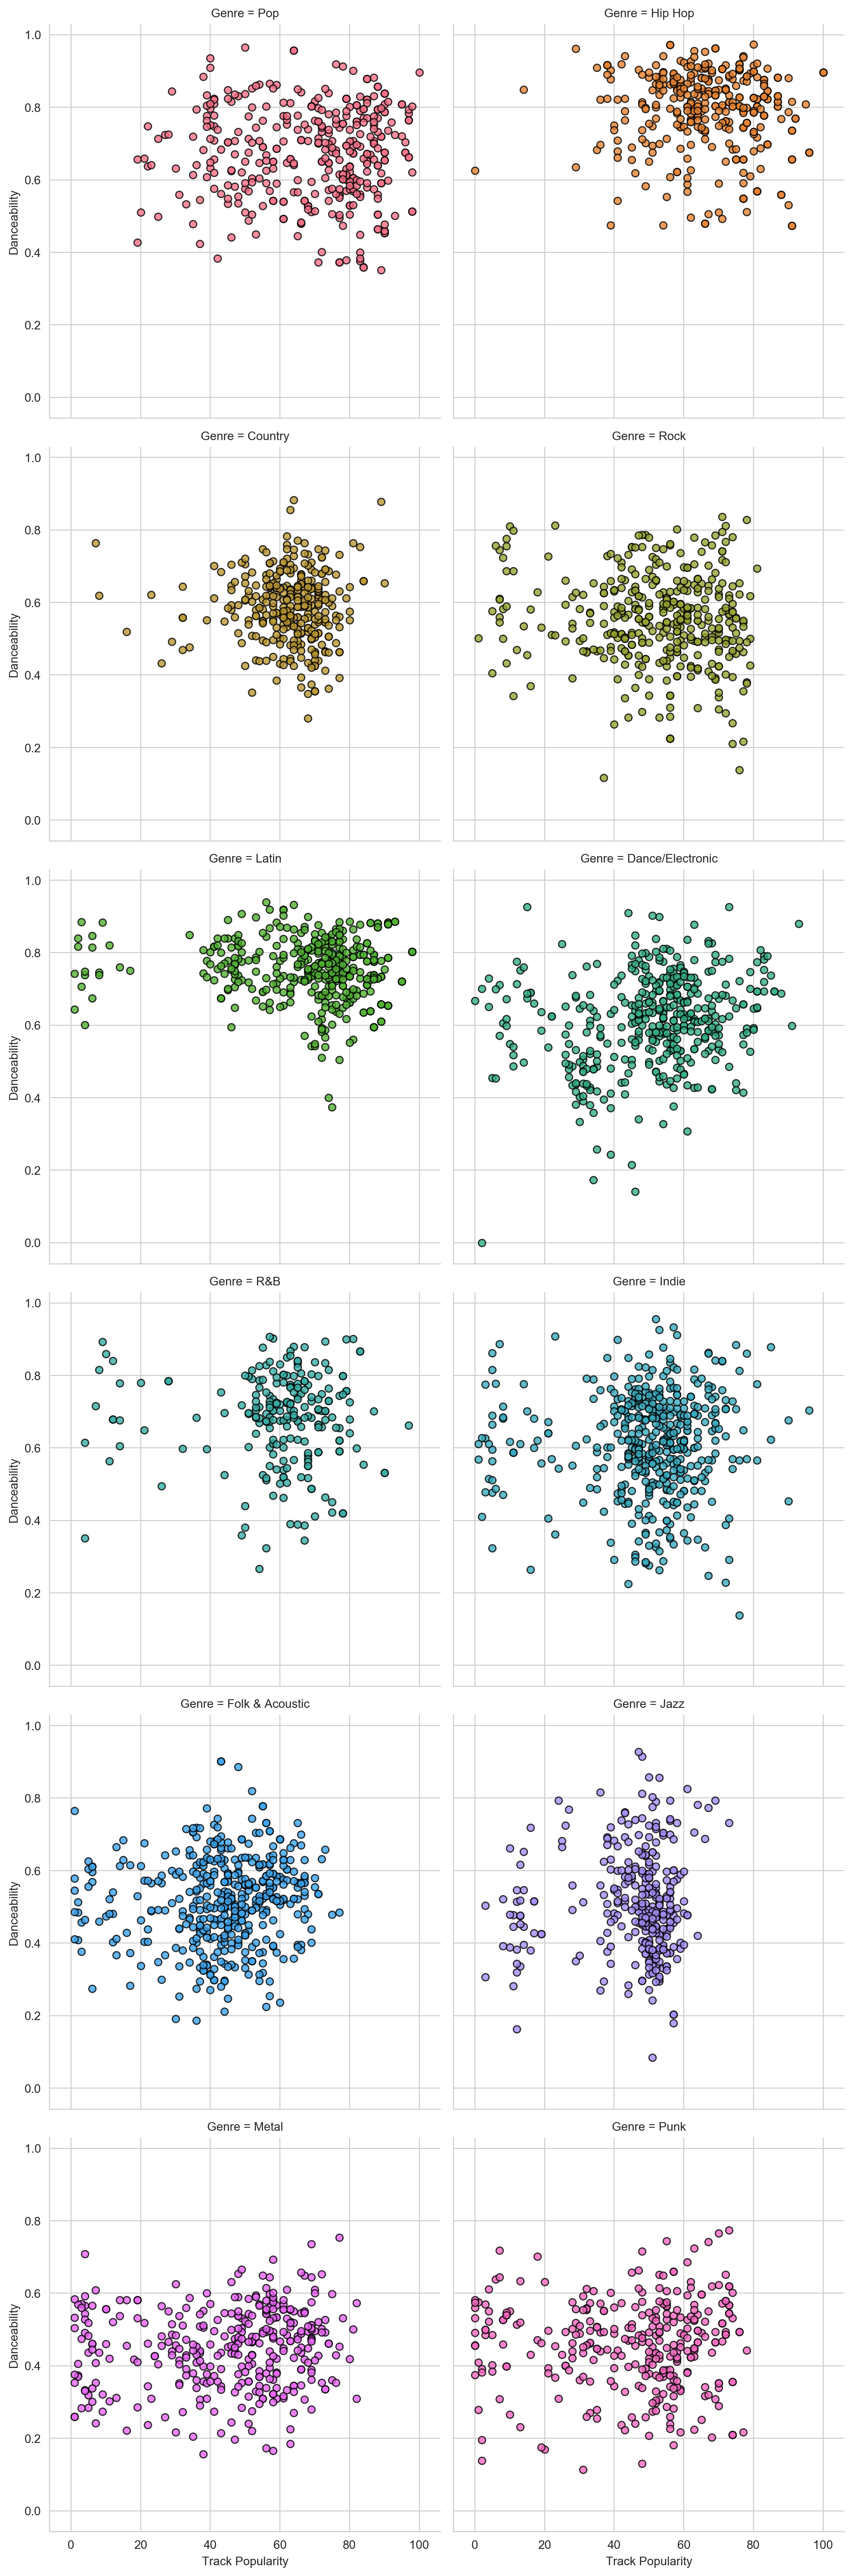 Genre = Pop
Genre = Hip Hop
1.0
0.8
0.6
0.4
0.2
0.0
Danceability
Genre = Country
Genre = Rock
1.0
0.8
0.6
0.4
0.2
0.0
Danceability
Genre = Latin
Genre = Dance/Electronic
1.0
0.8
0.6
0.4
0.2
0.0
Danceability
Genre = R&B
Genre = Indie
1.0
0.8
0.6
0.4
0.2
0.0
Danceability
Genre = Folk & Acoustic
Genre = Jazz
1.0
0.8
0.6
0.4
0.2
0.0
Danceability
Genre = Metal
Genre = Punk
1.0
0.8
0.6
0.4
0.2
0.0
Danceability
0 20 40 60 80 100
Track Popularity
0 20 40 60 80 100
Track Popularity